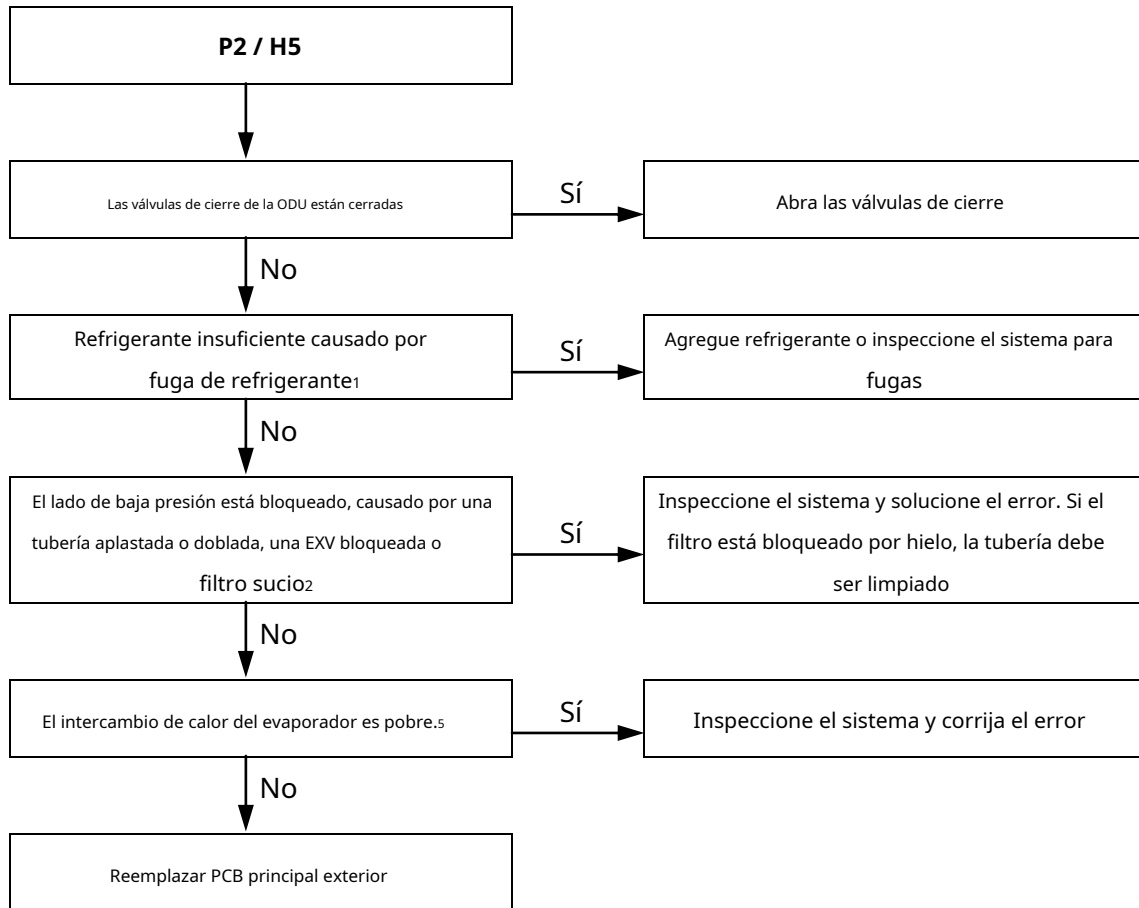 P2 / H5
Las válvulas de cierre de la ODU están cerradas
Sí
Abra las válvulas de cierre
No
Refrigerante insuficiente causado por
fuga de refrigerante1
Sí
Agregue refrigerante o inspeccione el sistema para
fugas
No
El lado de baja presión está bloqueado, causado por una
tubería aplastada o doblada, una EXV bloqueada o
filtro sucio2
Sí
Inspeccione el sistema y solucione el error. Si el
filtro está bloqueado por hielo, la tubería debe
ser limpiado
No
El intercambio de calor del evaporador es pobre.5
Sí
Inspeccione el sistema y corrija el error
No
Reemplazar PCB principal exterior